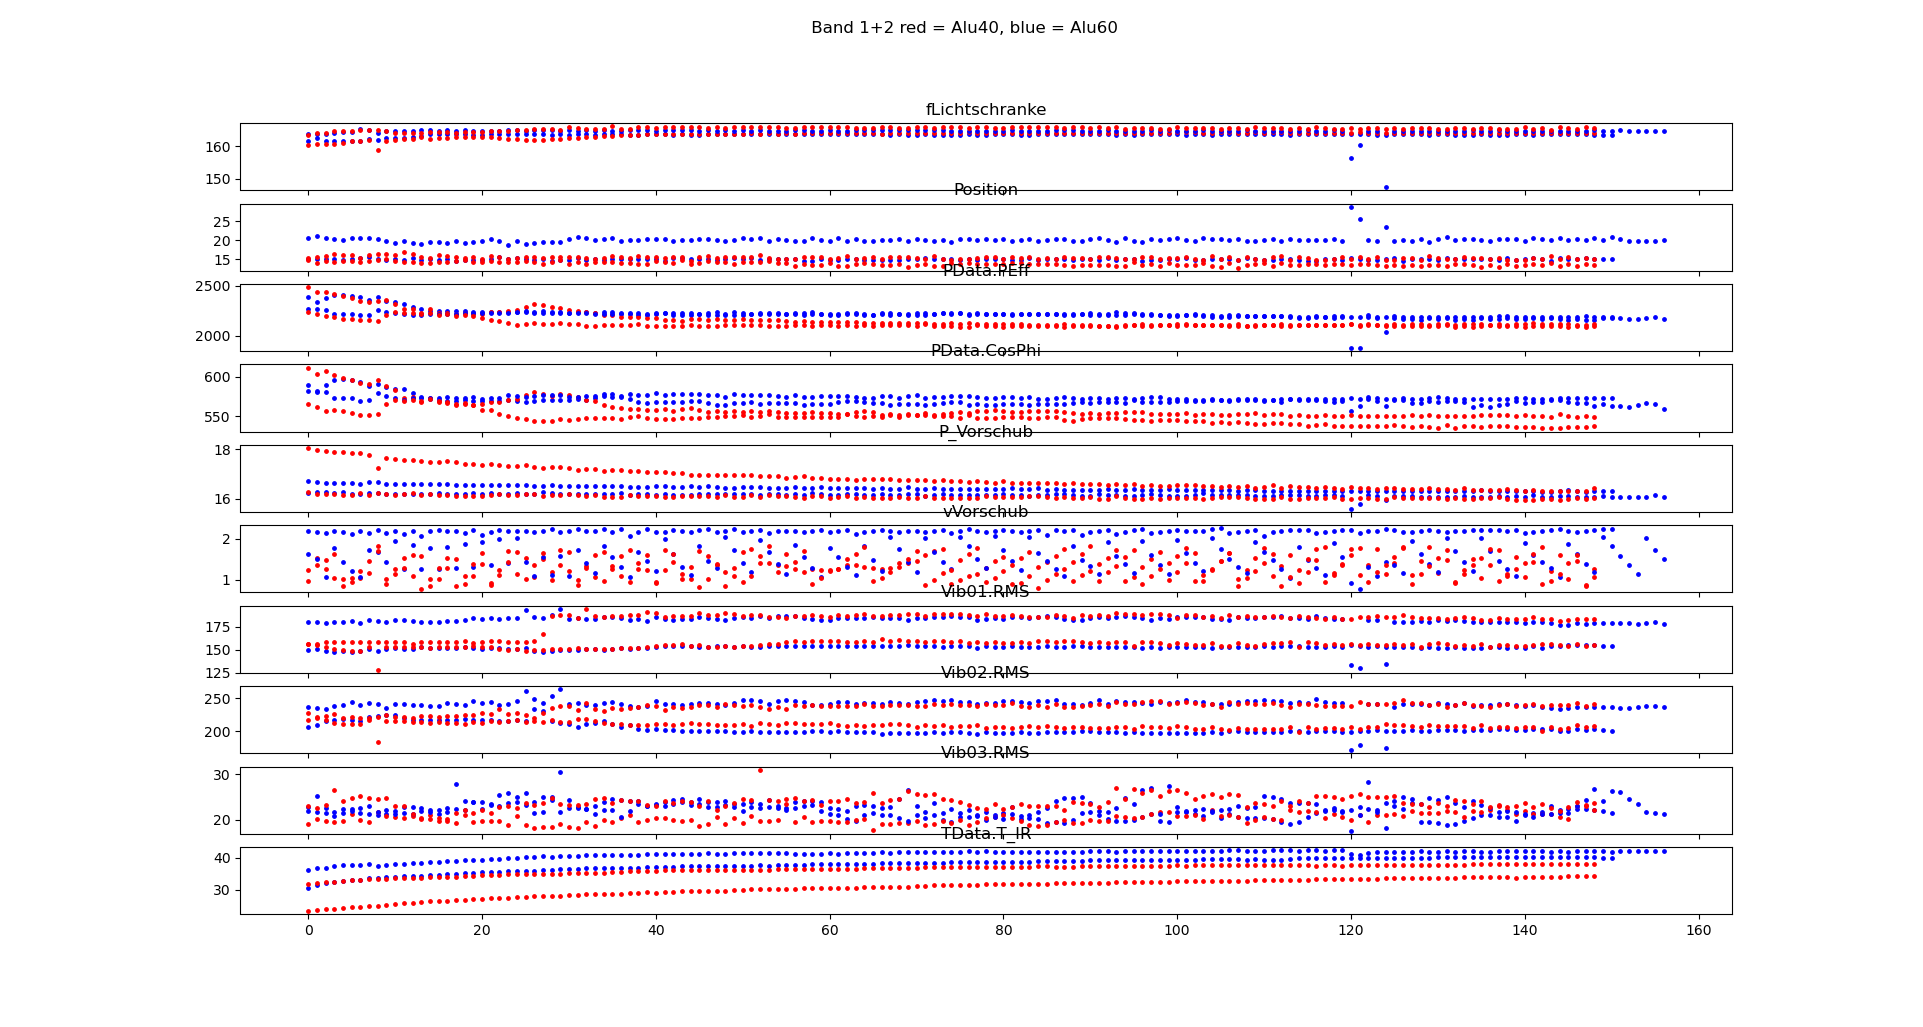 Band 1+2 red = Alu40, blue = Alu60
fLichtschranke
160
150
Position
25
20
15
PData.PEff
2500
2000
PData.CosPhi
600
550
P_Vorschub
18
16
vVorschub
2
1
Vib01.RMS
175
150
125
Vib02.RMS
250
200
Vib03.RMS
30
20
TData.T_IR
40
30
0 20 40 60 80 100 120 140 160